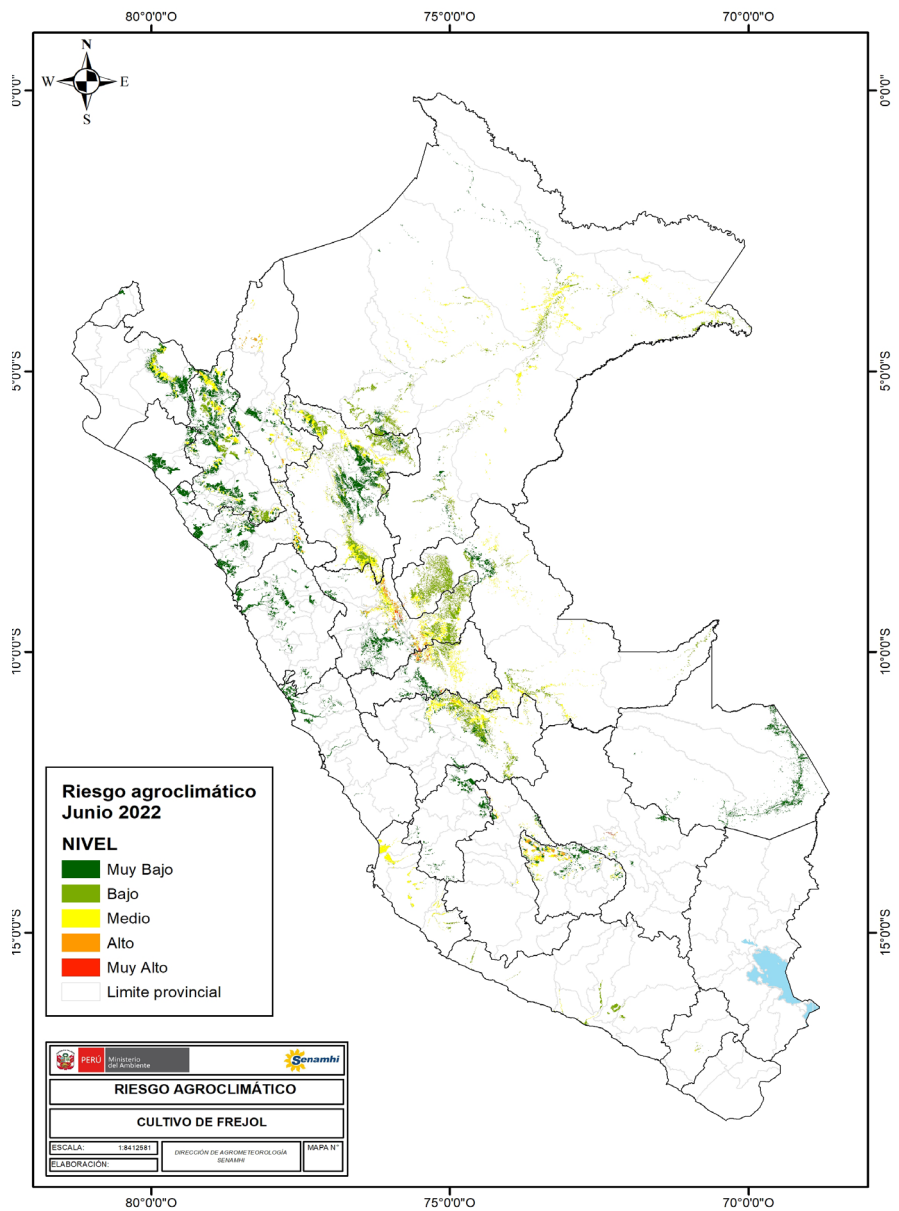 80°0'0"O 75°0'0"O 70°0'0"O
N
W E
S
0°0'0" 0°0'0"
5°0'0"S 5°0'0"S
10°0'0"S 10°0'0"S
15°0'0"S 15°0'0"S
Riesgo agroclimático
Junio 2022
NIVEL
Muy Bajo
Bajo
Medio
Alto
Muy Alto
Limite provincial
PERÚ Ministerio
del Ambiente
Senamhi
RIESGO AGROCLIMÁTICO
CULTIVO DE FREJOL
ESCALA: 1:8412581
ELABORACIÓN:
DIRECCIÓN DE AGROMETEOROLOGÍA
SENAMHI
MAPA N°
80°0'0"O 75°0'0"O 70°0'0"O